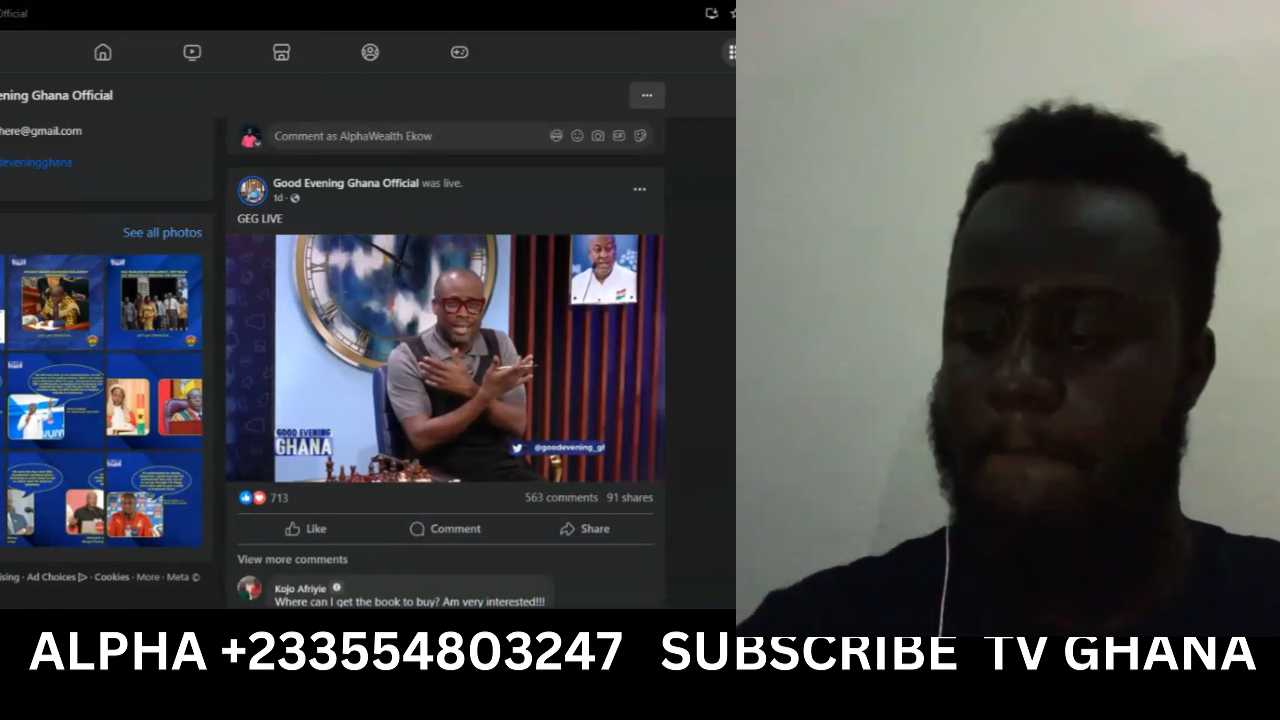 Official
ening Ghana Official
here@gmail.com
deveningghana
Comment as AlphaWealth Ekow
GIF
Good Evening Ghana Official was live.
1d
GEG LIVE
See all photos
GOOD EVENING
GHANA
@goodevening_gh
713
563 comments 91 shares
Like
Comment
Share
View more comments
ising · Ad Choices · Cookies · More · Meta ©
Kojo Afriyie
Where can I get the book to buy? Am very interested!!!
ALPHA +233554803247 SUBSCRIBE TV GHANA